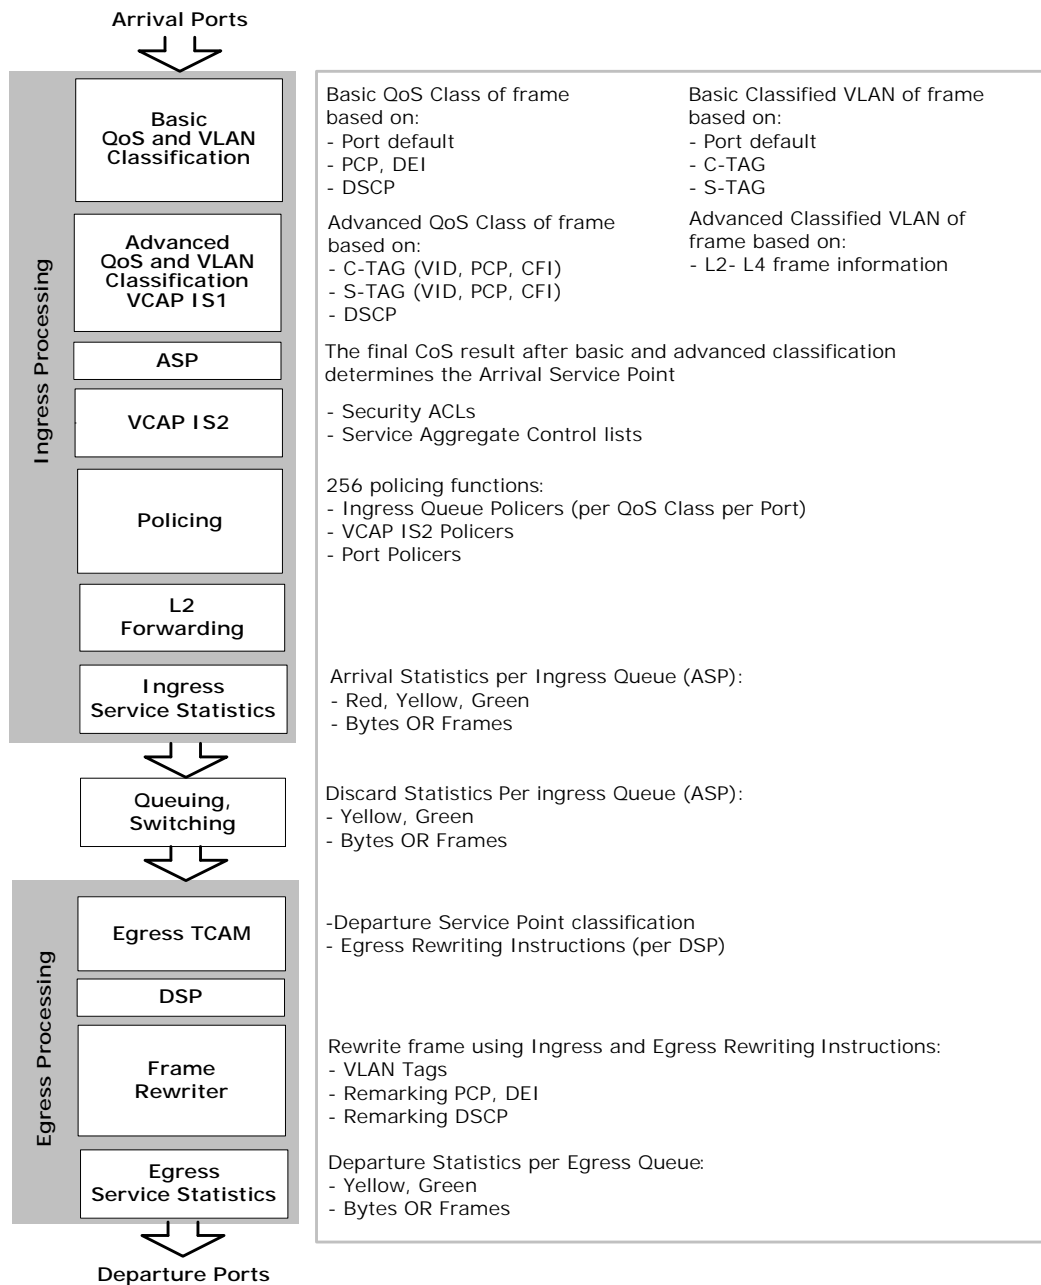 Arrival Ports
Ingress Processing
Basic
QoS and VLAN
Classification
Basic QoS Class of frame
based on:
- Port default
- PCP, DEI
- DSCP
Basic Classified VLAN of frame
based on:
- Port default
- C-TAG
- S-TAG
Advanced
QoS and VLAN
Classification
VCAP IS1
Advanced QoS Class of frame
based on:
- C-TAG (VID, PCP, CFI)
- S-TAG (VID, PCP, CFI)
- DSCP
Advanced Classified VLAN of
frame based on:
- L2- L4 frame information
ASP
The final CoS result after basic and advanced classification
determines the Arrival Service Point
VCAP IS2
- Security ACLs
- Service Aggregate Control lists
Policing
256 policing functions:
- Ingress Queue Policers (per QoS Class per Port)
- VCAP IS2 Policers
- Port Policers
L2
Forwarding
Ingress
Service Statistics
Arrival Statistics per Ingress Queue (ASP):
- Red, Yellow, Green
- Bytes OR Frames
Queuing,
Switching
Discard Statistics Per ingress Queue (ASP):
- Yellow, Green
- Bytes OR Frames
Egress Processing
Egress TCAM
-Departure Service Point classification
- Egress Rewriting Instructions (per DSP)
DSP
Frame
Rewriter
Rewrite frame using Ingress and Egress Rewriting Instructions:
- VLAN Tags
- Remarking PCP, DEI
- Remarking DSCP
Egress
Service Statistics
Departure Statistics per Egress Queue:
- Yellow, Green
- Bytes OR Frames
Departure Ports